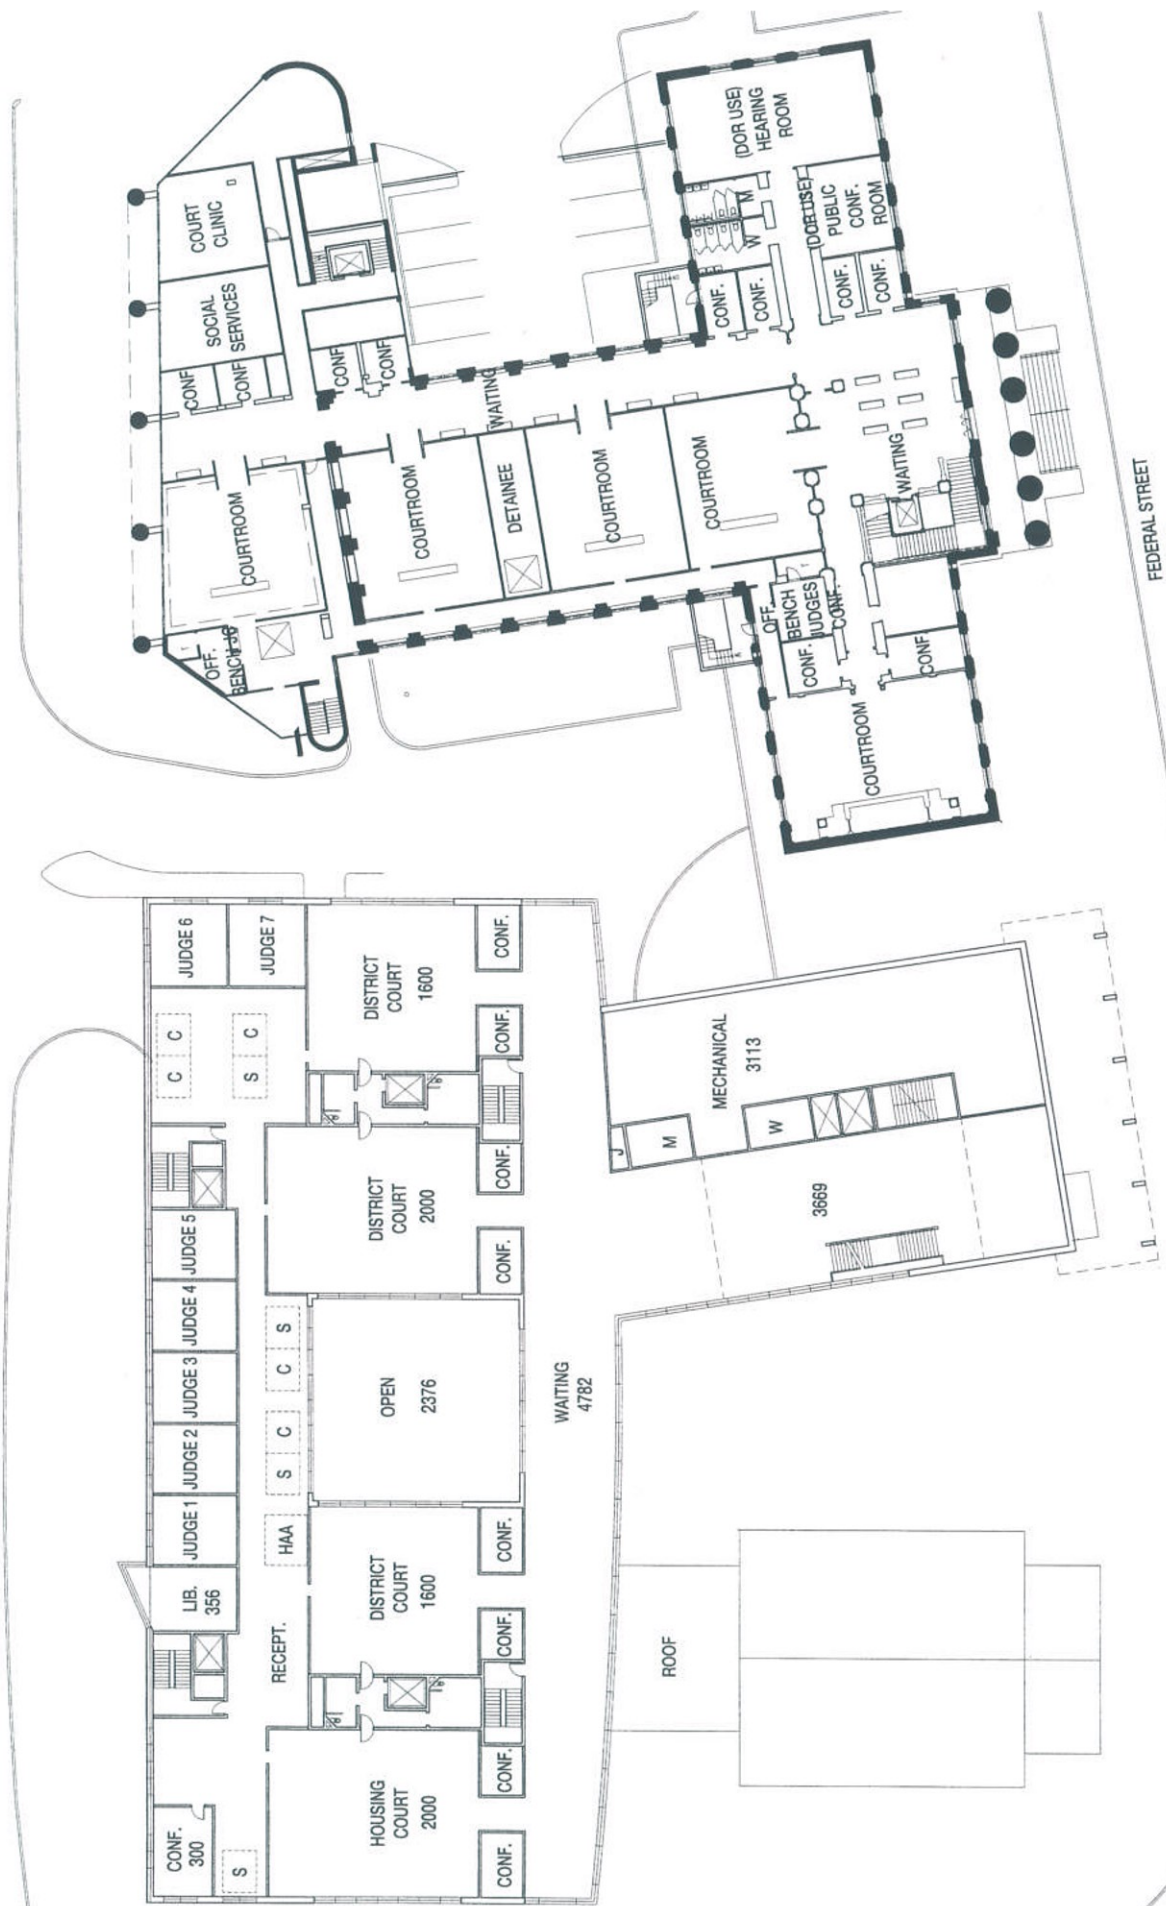 COURT
CLINIC
SOCIAL
SERVICES
CONF
CONF
CONF
CONF
COURTROOM
OFF.
BENCH JC
COURTROOM
DETAINEE
COURTROOM
COURTROOM
WAITING
(DOR USE)
HEARING
ROOM
M
W
(DOR USE)
PUBLIC
CONF.
ROOM
CONF.
CONF.
CONF.
CONF.
WAITING
OFF.
BENCH
JUDGES
CONF.
CONF.
CONF
COURTROOM
FEDERAL STREET
JUDGE 6
JUDGE 7
C
C
C
S
DISTRICT
COURT
1600
CONF.
CONF.
DISTRICT
COURT
2000
CONF.
CONF.
JUDGE 5
JUDGE 4
JUDGE 3
JUDGE 2
JUDGE 1
S
C
C
S
HAA
OPEN
2376
WAITING
4782
MECHANICAL
3113
J
M
W
3669
LIB.
356
RECEPT.
DISTRICT
COURT
1600
CONF.
CONF.
CONF.
300
S
HOUSING
COURT
2000
CONF.
CONF.
ROOF